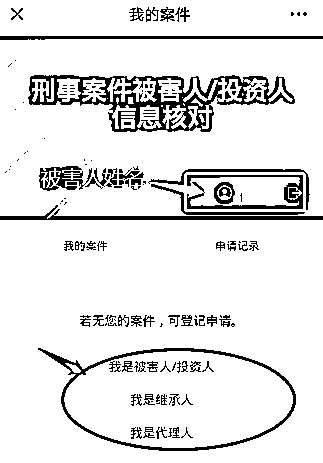 我的案件
刑事案件被害人/投资人
信息核对
被害人姓名
我的案件
申请记录
若无您的案件，可登记申请。
我是被害人/投资人
我是继承人
我是代理人